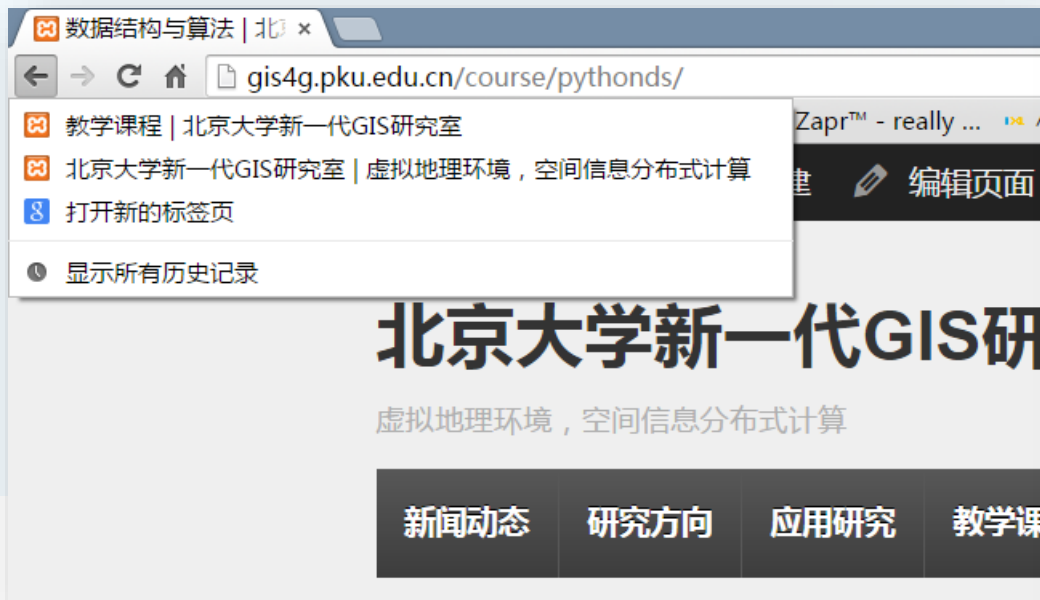 数据结构与算法 | 北
gis4g.pku.edu.cn/course/pythonds/
教学课程 | 北京大学新一代GIS研究室
Zapr™ - really ...
北京大学新一代GIS研究室 | 虚拟地理环境，空间信息分布式计算
建 编辑页面
打开新的标签页
显示所有历史记录
北京大学新一代GIS研
虚拟地理环境，空间信息分布式计算
新闻动态 研究方向 应用研究 教学课